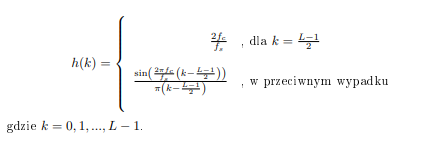 h(k) = { 2f_c / f_s , dla k = (L−1)/2
sin( (2πf_c / f_s) (k − (L−1)/2) ) / π(k − (L−1)/2) , w przeciwnym wypadku
gdzie k = 0, 1, ..., L − 1.